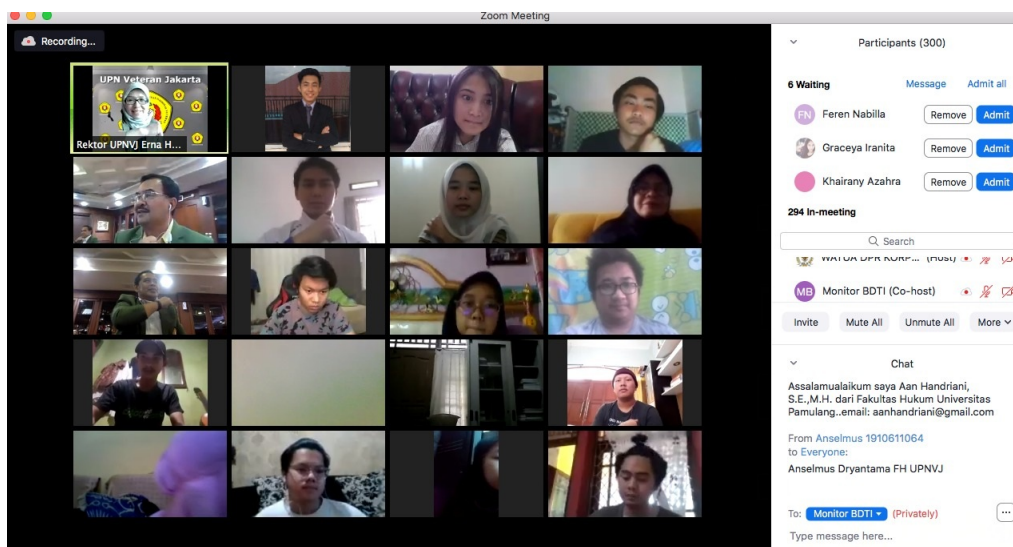 Zoom Meeting
Recording...
UPN Veteran Jakarta
Rektor UPNVJ Erna H...
Participants (300)
6 Waiting
Message
Admit all
FN
Feren Nabilla
Remove
Admit
Graceya Iranita
Remove
Admit
Khairany Azahra
Remove
Admit
294 In-meeting
Search
WATUA DPR KORP... (Host)
MB
Monitor BDTI (Co-host)
Invite
Mute All
Unmute All
More
Chat
Assalamualaikum saya Aan Handriani,
S.E.,M.H. dari Fakultas Hukum Universitas
Pamulang..email: aanhandriani@gmail.com
From Anselmus 1910611064
to Everyone:
Anselmus Dryantama FH UPNVJ
To: Monitor BDTI (Privately)
...
Type message here...